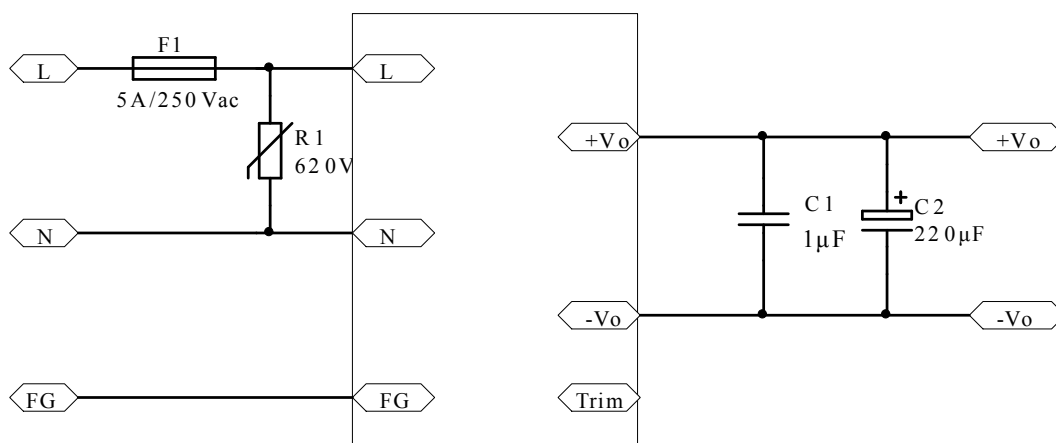 F1
L
L
5A/250Vac
R1
620V
+Vo
+Vo
+
C1
C2
1µF
220µF
N
N
-Vo
-Vo
FG
FG
Trim